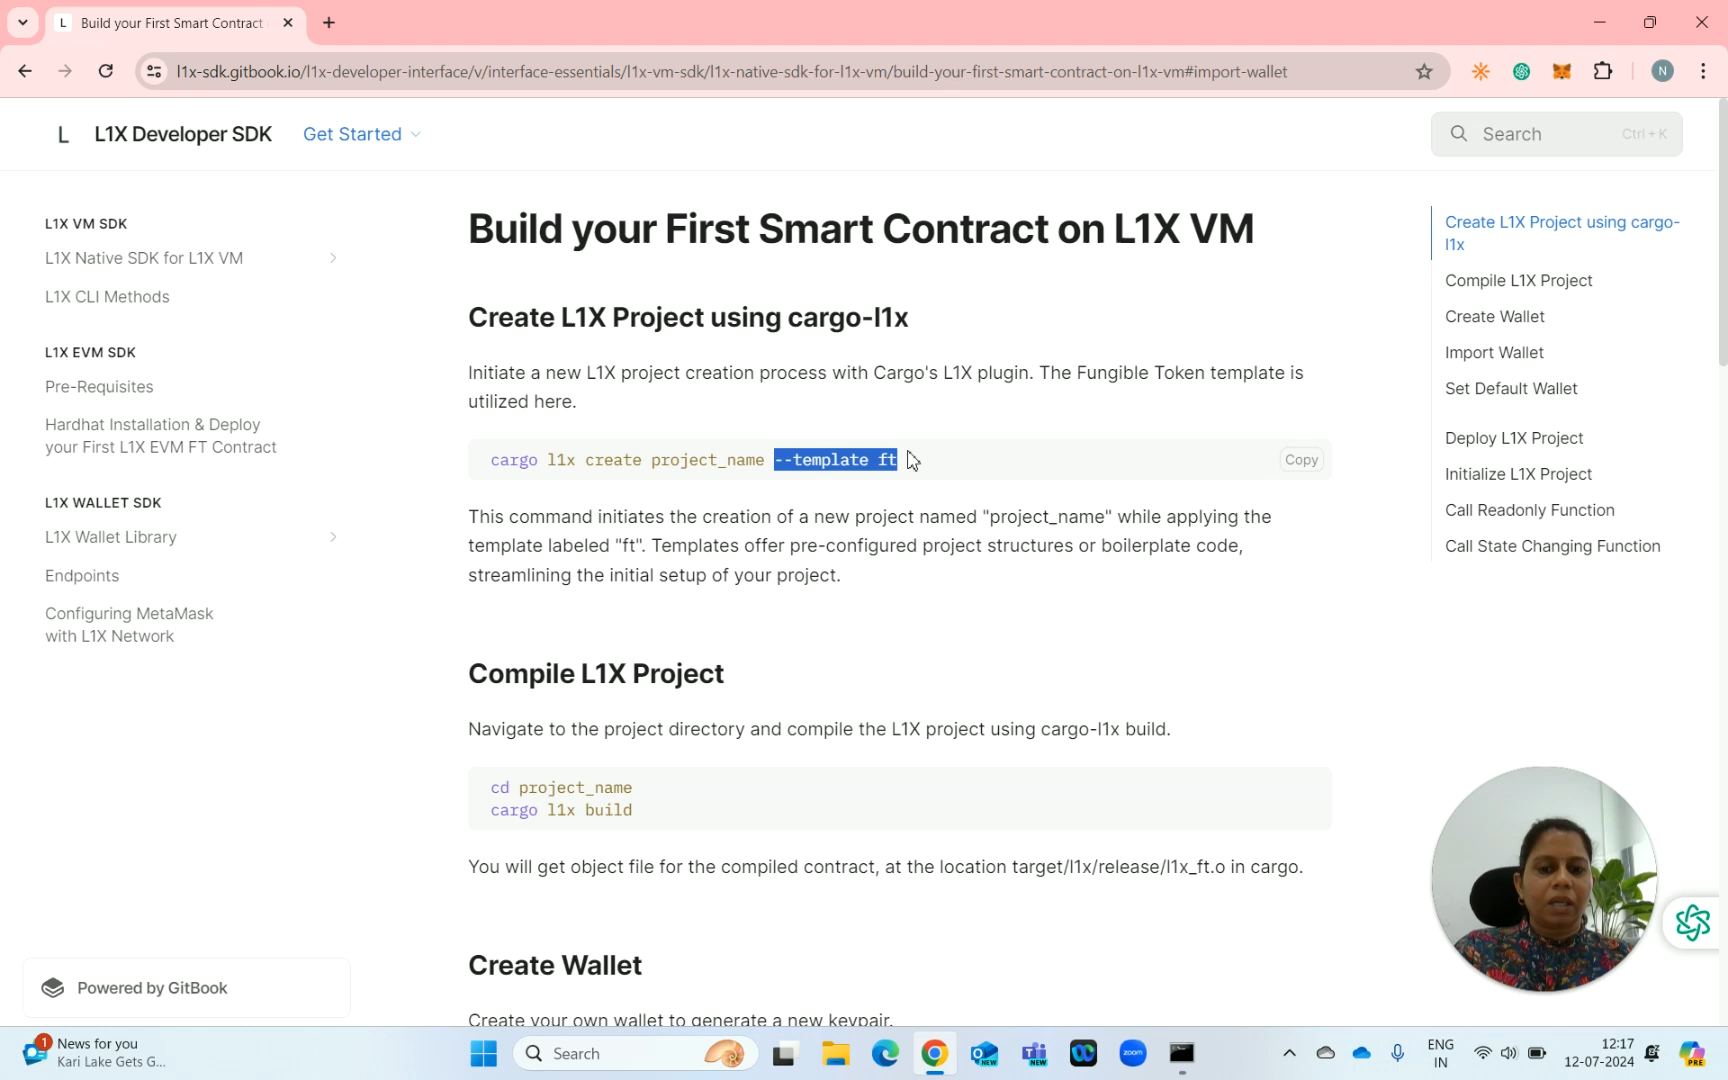 L Build your First Smart Contract
l1x-sdk.gitbook.io/l1x-developer-interface/v/interface-essentials/l1x-vm-sdk/l1x-native-sdk-for-l1x-vm/build-your-first-smart-contract-on-l1x-vm#import-wallet
N
L L1X Developer SDK Get Started Search Ctrl + K
L1X VM SDK
L1X Native SDK for L1X VM
L1X CLI Methods
L1X EVM SDK
Pre-Requisites
Hardhat Installation & Deploy
your First L1X EVM FT Contract
L1X WALLET SDK
L1X Wallet Library
Endpoints
Configuring MetaMask
with L1X Network
Powered by GitBook
Build your First Smart Contract on L1X VM
Create L1X Project using cargo-l1x
Initiate a new L1X project creation process with Cargo's L1X plugin. The Fungible Token template is
utilized here.
cargo l1x create project_name --template ft
Copy
This command initiates the creation of a new project named "project_name" while applying the
template labeled "ft". Templates offer pre-configured project structures or boilerplate code,
streamlining the initial setup of your project.
Compile L1X Project
Navigate to the project directory and compile the L1X project using cargo-l1x build.
cd project_name
cargo l1x build
You will get object file for the compiled contract, at the location target/l1x/release/l1x_ft.o in cargo.
Create Wallet
Create your own wallet to generate a new keypair.
Create L1X Project using cargo-
l1x
Compile L1X Project
Create Wallet
Import Wallet
Set Default Wallet
Deploy L1X Project
Initialize L1X Project
Call Readonly Function
Call State Changing Function
1
News for you
Kari Lake Gets G...
Search
NEW
NEW
zoom
ENG
IN
12:17
12-07-2024
PRE